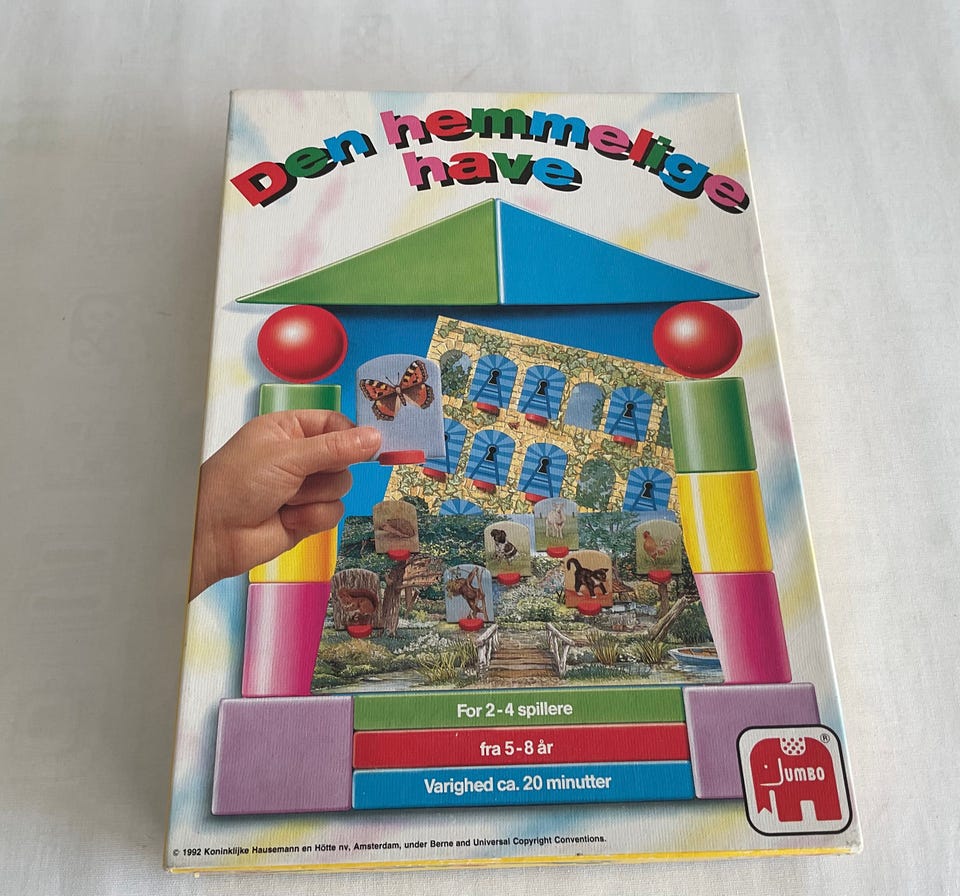 Den hemmelige
have
For 2-4 spillere
fra 5-8 år
Varighed ca. 20 minutter
JUMBO ®
© 1992 Koninklijke Hausemann en Hötte nv, Amsterdam, under Berne and Universal Copyright Conventions.